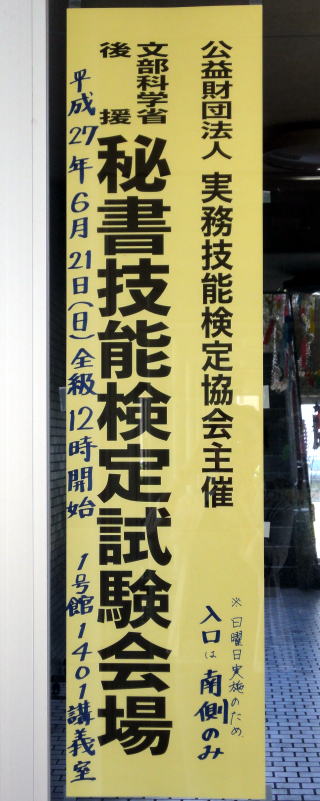 公益財団法人 実務技能検定協会主催
※日曜日実施のため
入口は南側のみ
文部科学省
後援
秘書技能検定試験会場
平成27年6月21日(日)全級12時開始 1号館1401講義室